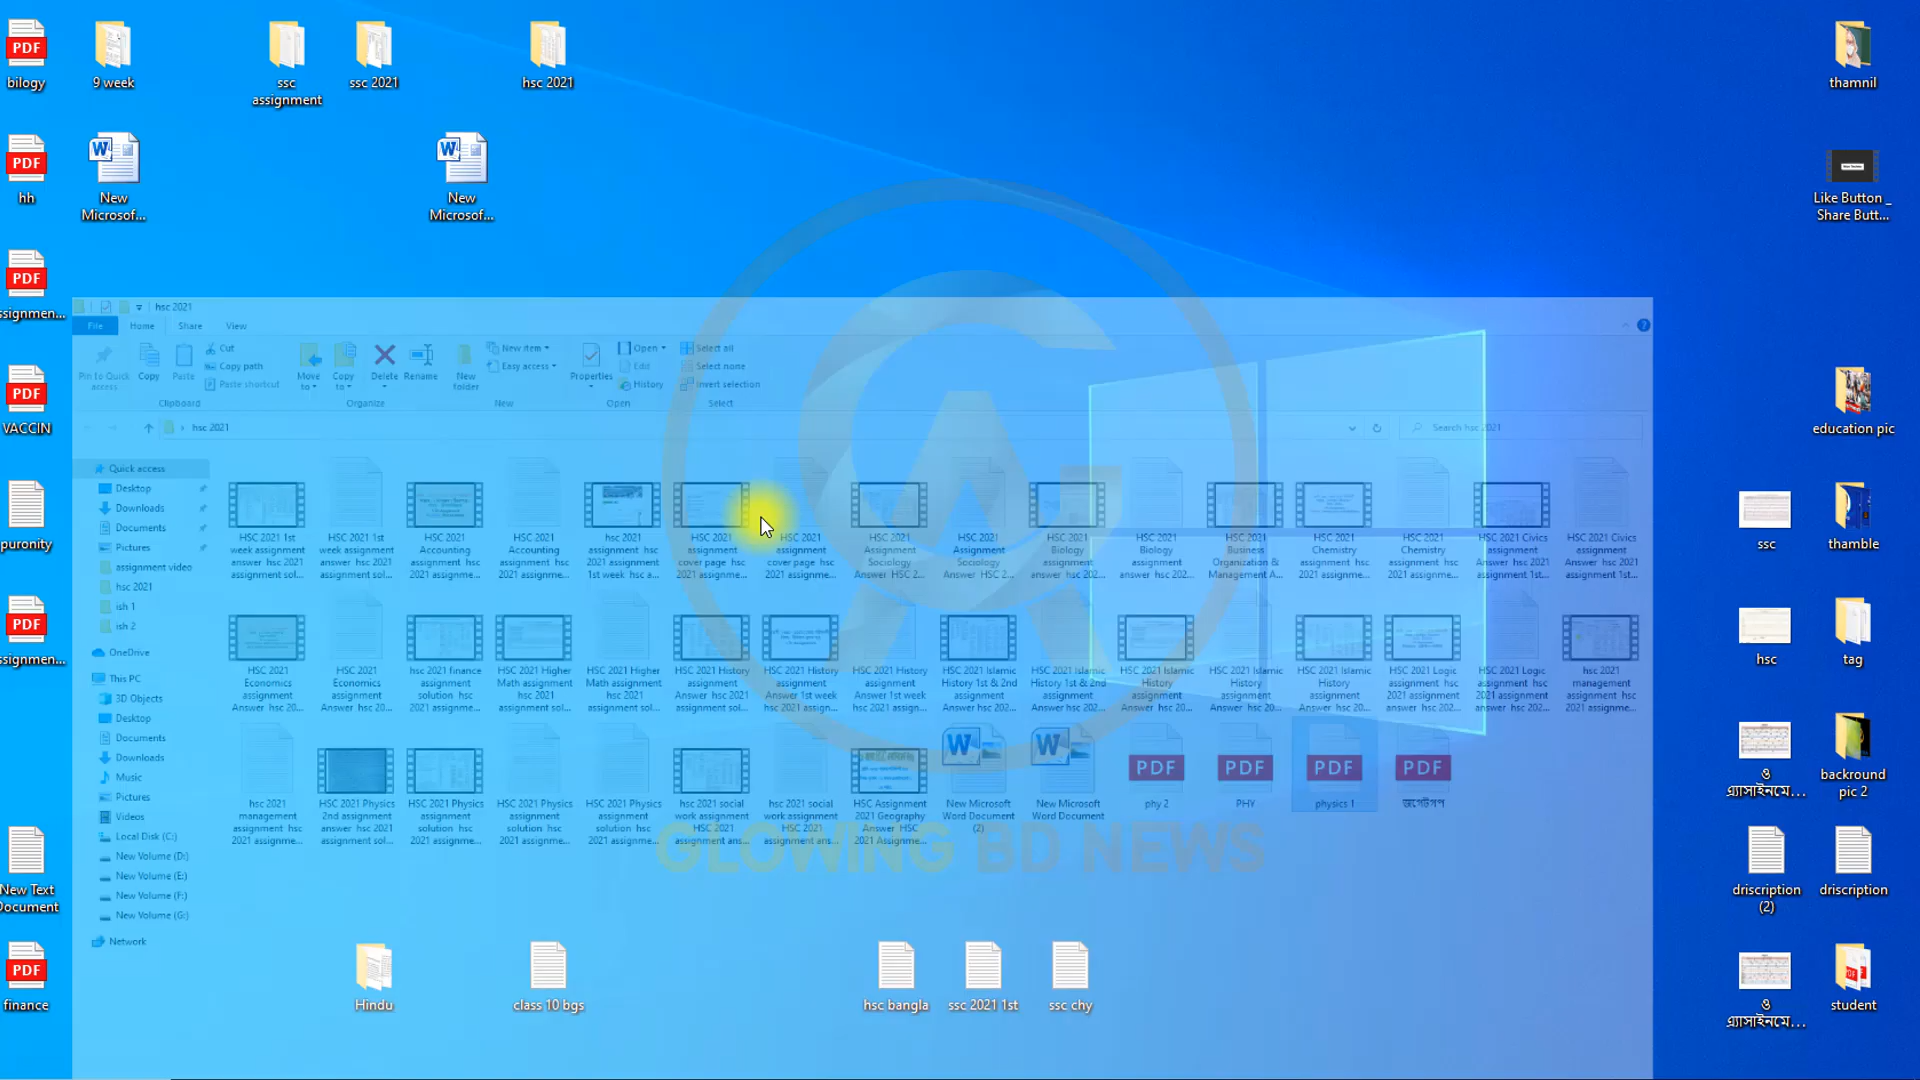 bilogy
9 week
ssc
assignment
ssc 2021
hsc 2021
thamnil
hh
New
Microsof...
New
Microsof...
Like Button _
Share Butt...
ssignmen...
VACCIN
education pic
puronity
ssc
thamble
ssignmen...
hsc
tag
ও
এ্যাসাইনমে...
backround
pic 2
New Text
Document
driscription
(2)
driscription
finance
Hindu
class 10 bgs
hsc bangla
ssc 2021 1st
ssc chy
ও
এ্যাসাইনমে...
student
hsc 2021
File
Home
Share
View
Pin to Quick
access
Copy
Paste
Cut
Copy path
Paste shortcut
Clipboard
Move
to
Copy
to
Delete
Rename
Organize
New
folder
New item
Easy access
New
Properties
Open
Edit
History
Open
Select all
Select none
Invert selection
Select
hsc 2021
Search hsc 2021
Quick access
Desktop
Downloads
Documents
Pictures
assignment video
hsc 2021
ish 1
ish 2
OneDrive
This PC
3D Objects
Desktop
Documents
Downloads
Music
Pictures
Videos
Local Disk (C:)
New Volume (D:)
New Volume (E:)
New Volume (F:)
New Volume (G:)
Network
HSC 2021 1st
week assignment
answer hsc 2021
assignment sol...
HSC 2021 1st
week assignment
answer hsc 2021
assignment sol...
HSC 2021
Accounting
assignment hsc
2021 assignme...
HSC 2021
Accounting
assignment hsc
2021 assignme...
hsc 2021
assignment hsc
2021 assignment
1st week hsc a...
HSC 2021
assignment
cover page hsc
2021 assignme...
HSC 2021
assignment
cover page hsc
2021 assignme...
HSC 2021
Assignment
Sociology
Answer HSC 2...
HSC 2021
Assignment
Sociology
Answer HSC 2...
HSC 2021
Biology
assignment
answer hsc 202...
HSC 2021
Biology
assignment
answer hsc 202...
HSC 2021
Business
Organization &
Management A...
HSC 2021
Chemistry
assignment hsc
2021 assignme...
HSC 2021
Chemistry
assignment hsc
2021 assignme...
HSC 2021 Civics
assignment
Answer hsc 2021
assignment 1st...
HSC 2021 Civics
assignment
Answer hsc 2021
assignment 1st...
HSC 2021
Economics
assignment
Answer hsc 20...
HSC 2021
Economics
assignment
Answer hsc 20...
hsc 2021 finance
assignment
solution hsc
2021 assignme...
HSC 2021 Higher
Math assignment
hsc 2021
assignment sol...
HSC 2021 Higher
Math assignment
hsc 2021
assignment sol...
HSC 2021 History
assignment
Answer hsc 2021
assignment...
HSC 2021 History
assignment
Answer 1st week
hsc 2021 assign...
HSC 2021 History
assignment
Answer 1st week
hsc 2021 assign...
HSC 2021 Islamic
History 1st & 2nd
assignment
Answer hsc 202...
HSC 2021 Islamic
History 1st & 2nd
assignment
Answer hsc 202...
HSC 2021 Islamic
History
assignment
Answer hsc 20...
HSC 2021 Islamic
History
assignment
Answer hsc 20...
HSC 2021 Islamic
History
assignment
Answer hsc 20...
HSC 2021 Logic
assignment hsc
2021 assignment
answer hsc 202...
HSC 2021 Logic
assignment hsc
2021 assignment
answer hsc 202...
hsc 2021
management
assignment hsc
2021 assignme...
hsc 2021
management
assignment hsc
2021 assignme...
HSC 2021 Physics
2nd assignment
answer hsc 2021
assignment sol...
HSC 2021 Physics
assignment
solution hsc
2021 assignme...
HSC 2021 Physics
assignment
solution hsc
2021 assignme...
HSC 2021 Physics
assignment
solution hsc
2021 assignme...
hsc 2021 social
work assignment
HSC 2021
assignment ans...
hsc 2021 social
work assignment
HSC 2021
assignment ans...
HSC Assignment
2021 Geography
Answer HSC
2021 Assignme...
New Microsoft
Word Document
(2)
New Microsoft
Word Document
phy 2
PHY
physics 1
GLOWING BD NEWS